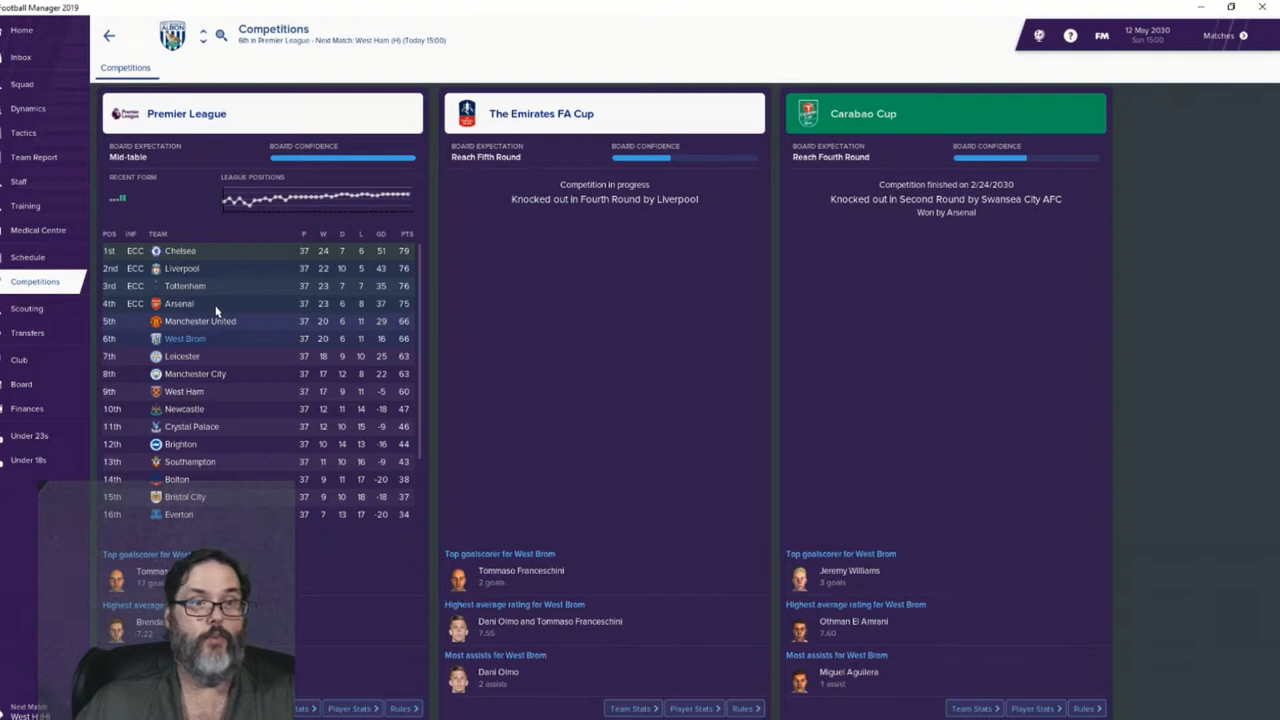 Football Manager 2019
Home
Inbox
Squad
Dynamics
Tactics
Team Report
Staff
Training
Medical Centre
Schedule
Competitions
Scouting
Transfers
Club
Board
Finances
Under 23s
Under 18s
Next Match
West H (H)
ALBION
Competitions
6th in Premier League - Next Match: West Ham (H) (Today 15:00)
FM
12 May 2030
Sun 15:00
Matches
Competitions
Premier League
BOARD EXPECTATION BOARD CONFIDENCE
Mid-table
RECENT FORM LEAGUE POSITIONS
POS INF TEAM P W D L GD PTS
1st ECC Chelsea 37 24 7 6 51 79
2nd ECC Liverpool 37 22 10 5 43 76
3rd ECC Tottenham 37 23 7 7 35 76
4th ECC Arsenal 37 23 6 8 37 75
5th Manchester United 37 20 6 11 29 66
6th West Brom 37 20 6 11 16 66
7th Leicester 37 18 9 10 25 63
8th Manchester City 37 17 12 8 22 63
9th West Ham 37 17 9 11 -5 60
10th Newcastle 37 12 11 14 -18 47
11th Crystal Palace 37 12 10 15 -9 46
12th Brighton 37 10 14 13 -16 44
13th Southampton 37 11 10 16 -9 43
14th Bolton 37 9 11 17 -20 38
15th Bristol City 37 9 10 18 -18 37
16th Everton 37 7 13 17 -20 34
Top goalscorer for West
Tommas
17 goal
Highest average
Brenda
7.22
Player Stats Rules
The Emirates FA Cup
BOARD EXPECTATION BOARD CONFIDENCE
Reach Fifth Round
Competition in progress
Knocked out in Fourth Round by Liverpool
Top goalscorer for West Brom
Tommaso Franceschini
2 goals
Highest average rating for West Brom
Dani Olmo and Tommaso Franceschini
7.55
Most assists for West Brom
Dani Olmo
2 assists
Team Stats Player Stats Rules
Carabao Cup
BOARD EXPECTATION BOARD CONFIDENCE
Reach Fourth Round
Competition finished on 2/24/2030
Knocked out in Second Round by Swansea City AFC
Won by Arsenal
Top goalscorer for West Brom
Jeremy Williams
3 goals
Highest average rating for West Brom
Othman El Amrani
7.60
Most assists for West Brom
Miguel Aguilera
1 assist
Team Stats Player Stats Rules